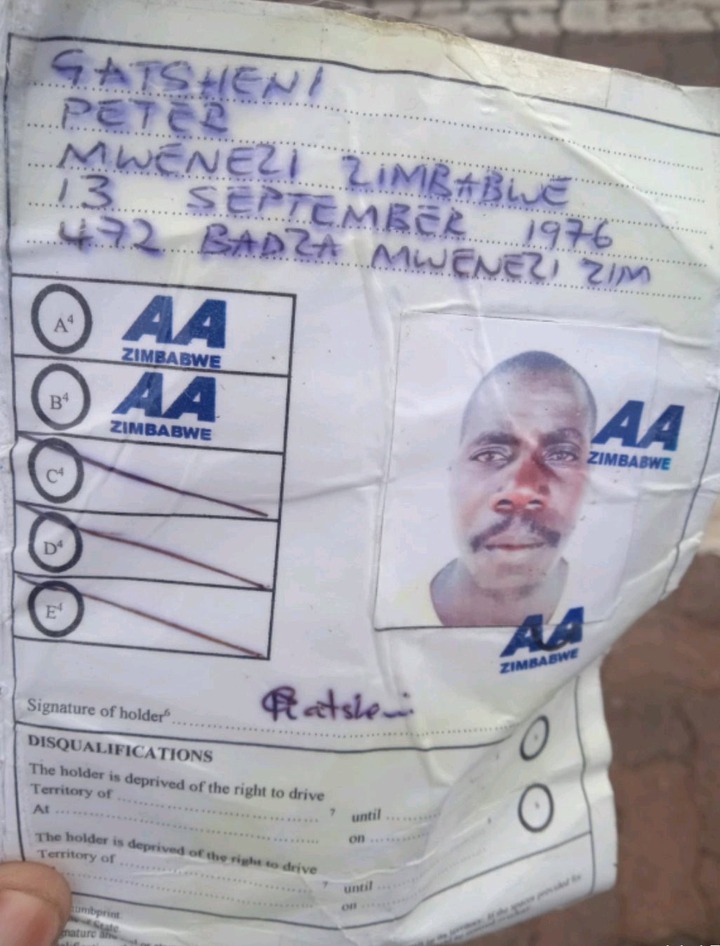 GATSHENI
PETER
MWENEZI ZIMBABWE
13 SEPTEMBER 1976
472 BADZA MWENEZI ZIM
A4 AA
ZIMBABWE
B4 AA
ZIMBABWE
C4
D4
E4
AA
ZIMBABWE
AA
ZIMBABWE
Signature of holder6 Gatsheni
DISQUALIFICATIONS
The holder is deprived of the right to drive
Territory of 7 until
At on
The holder is deprived of the right to drive
Territory of
7 until
on